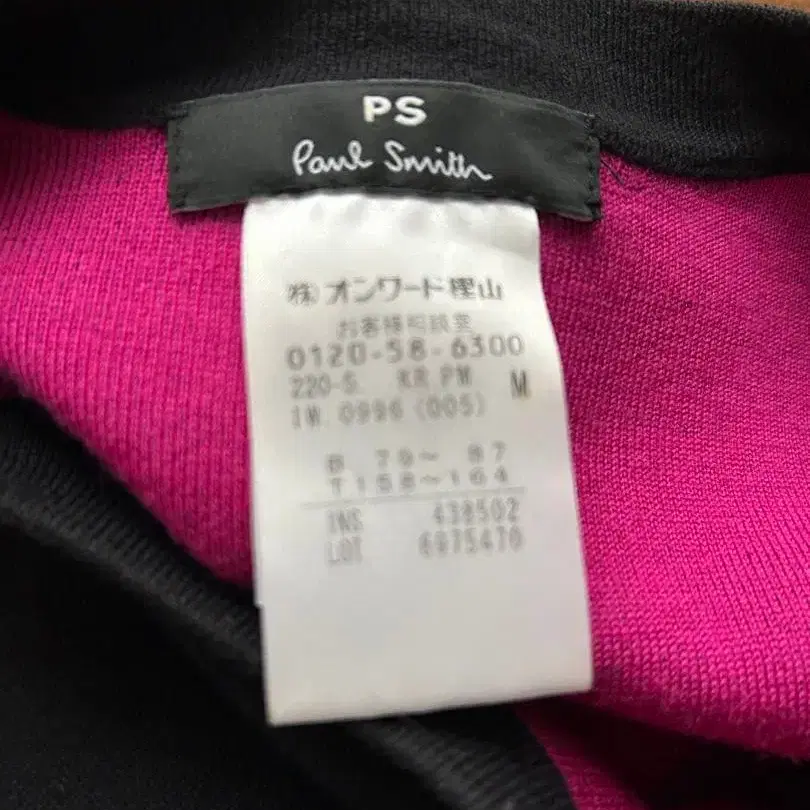 PS
Paul Smith
㈱オンワード樫山
お客様相談室
0120-58-6300
220-S. KR.PM M
IW.0996 (005)
B 79～ 87
T 158～164
INS 438502
LOT 6975470